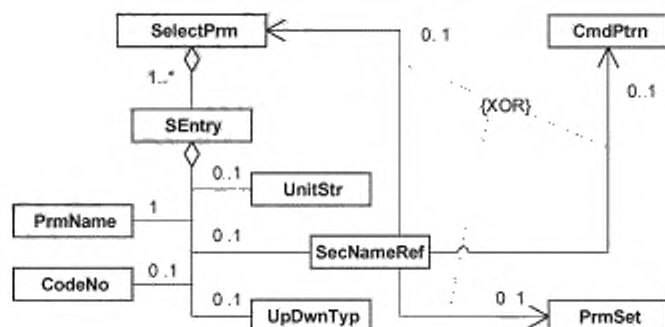 SelectPrm
0..1
CmdPtrn
1..*
0..1
{XOR}
SEntry
0..1
UnitStr
PrmName
1
0..1
SecNameRef
CodeNo
0..1
0..1
UpDwnTyp
0 1
PrmSet